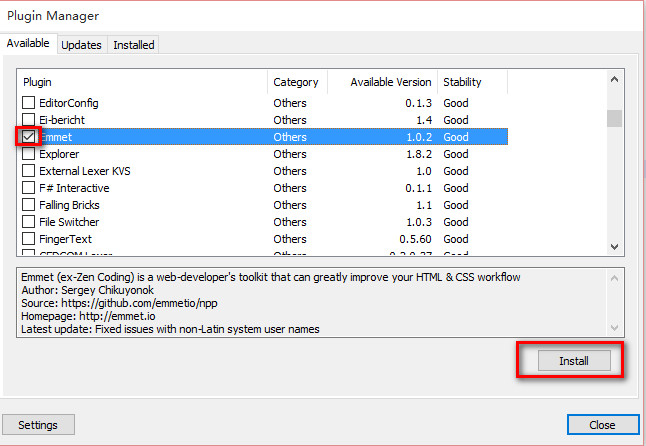 Plugin Manager
Available Updates Installed
Plugin Category Available Version Stability
EditorConfig Others 0.1.3 Good
Ei-bericht Others 1.4 Good
Emmet Others 1.0.2 Good
Explorer Others 1.8.2 Good
External Lexer KVS Others 1.0 Good
F# Interactive Others 0.1.1 Good
Falling Bricks Others 1.1 Good
File Switcher Others 1.0.3 Good
FingerText Others 0.5.60 Good
Emmet (ex-Zen Coding) is a web-developer's toolkit that can greatly improve your HTML & CSS workflow
Author: Sergey Chikuyonok
Source: https://github.com/emmetio/npp
Homepage: http://emmet.io
Latest update: Fixed issues with non-Latin system user names
Install
Settings Close